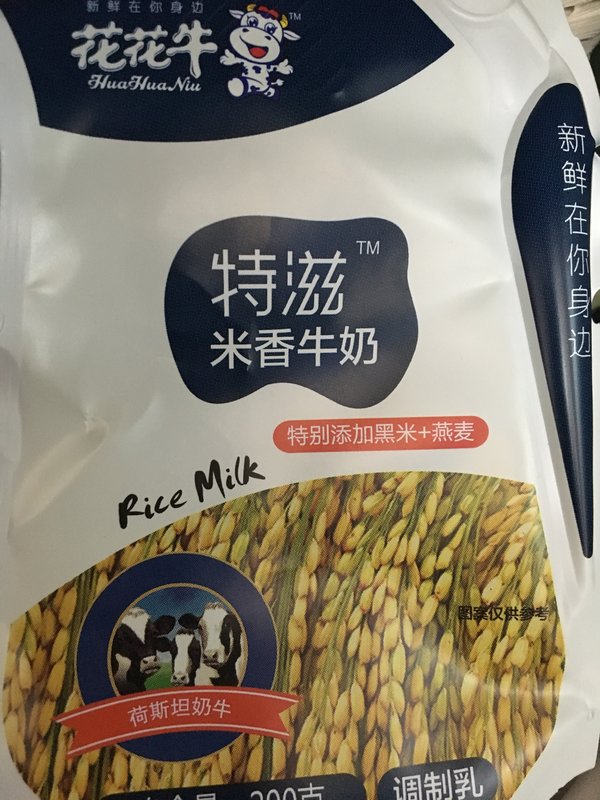 新鲜在你身边
花花牛 TM
HuaHuaNiu
新鲜在你身边
特滋 TM
米香牛奶
特别添加黑米+燕麦
Rice Milk
图案仅供参考
荷斯坦奶牛
调制乳